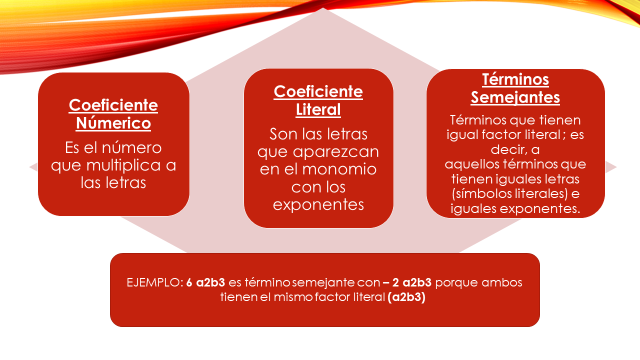 Coeficiente
Númerico
Es el número
que multiplica a
las letras
Coeficiente
Literal
Son las letras
que aparezcan
en el monomio
con los
exponentes
Términos
Semejantes
Términos que tienen
igual factor literal ; es
decir, a
aquellos términos que
tienen iguales letras
(símbolos literales) e
iguales exponentes.
EJEMPLO: 6 a2b3 es término semejante con – 2 a2b3 porque ambos
tienen el mismo factor literal (a2b3)